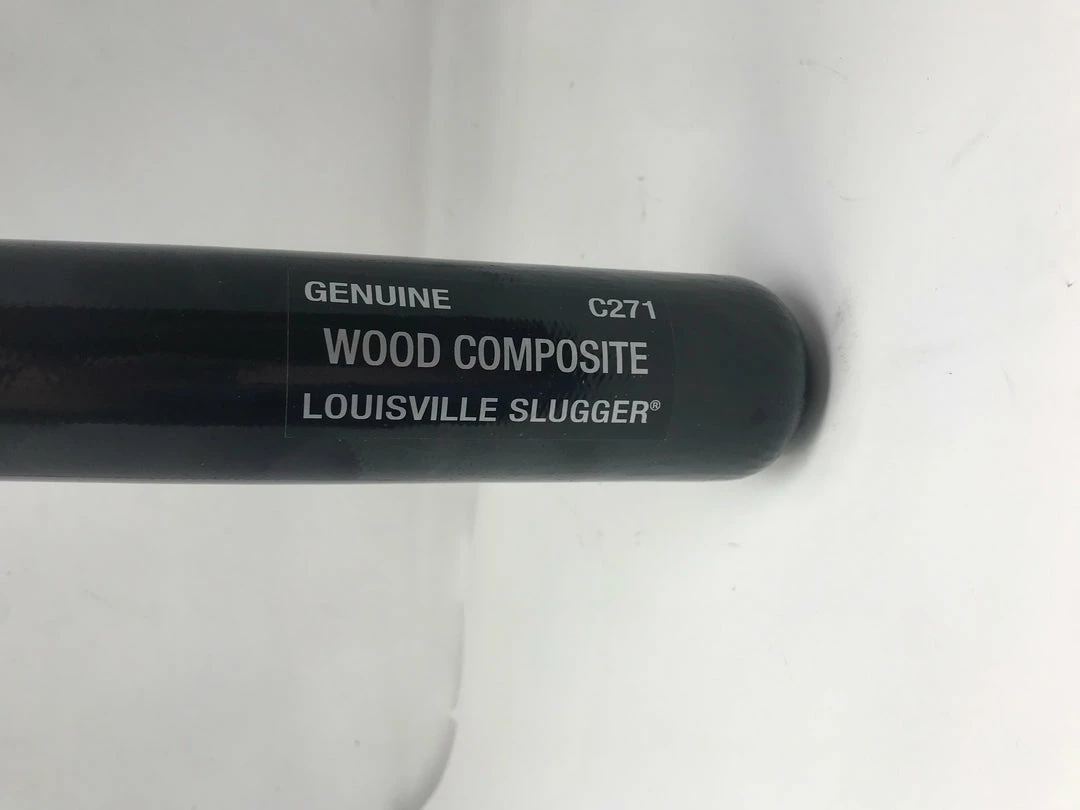 GENUINE C271
WOOD COMPOSITE
LOUISVILLE SLUGGER®